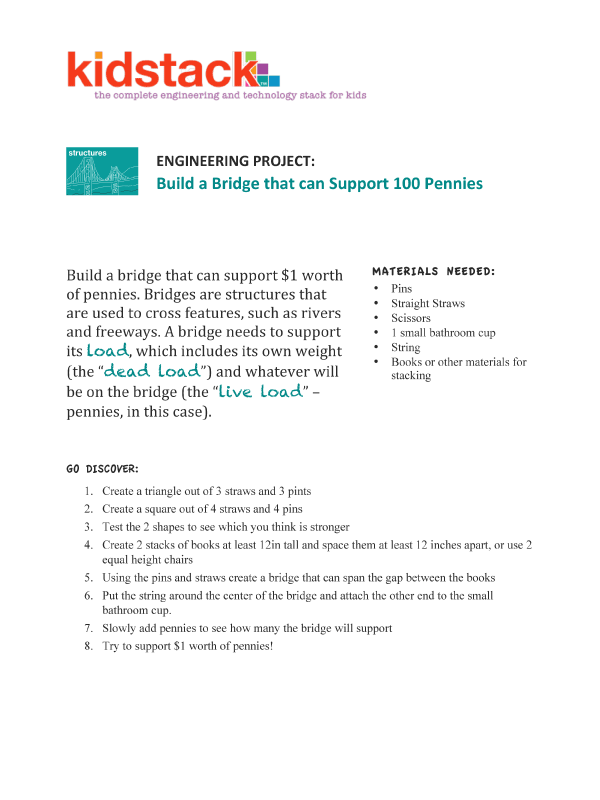 kidstack
the complete engineering and technology stack for kids
structures
ENGINEERING PROJECT:
Build a Bridge that can Support 100 Pennies
Build a bridge that can support $1 worth
of pennies. Bridges are structures that
are used to cross features, such as rivers
and freeways. A bridge needs to support
its load, which includes its own weight
(the “dead load”) and whatever will
be on the bridge (the “live load” –
pennies, in this case).
MATERIALS NEEDED:
• Pins
• Straight Straws
• Scissors
• 1 small bathroom cup
• String
• Books or other materials for
stacking
GO DISCOVER:
1. Create a triangle out of 3 straws and 3 pints
2. Create a square out of 4 straws and 4 pins
3. Test the 2 shapes to see which you think is stronger
4. Create 2 stacks of books at least 12in tall and space them at least 12 inches apart, or use 2
equal height chairs
5. Using the pins and straws create a bridge that can span the gap between the books
6. Put the string around the center of the bridge and attach the other end to the small
bathroom cup.
7. Slowly add pennies to see how many the bridge will support
8. Try to support $1 worth of pennies!